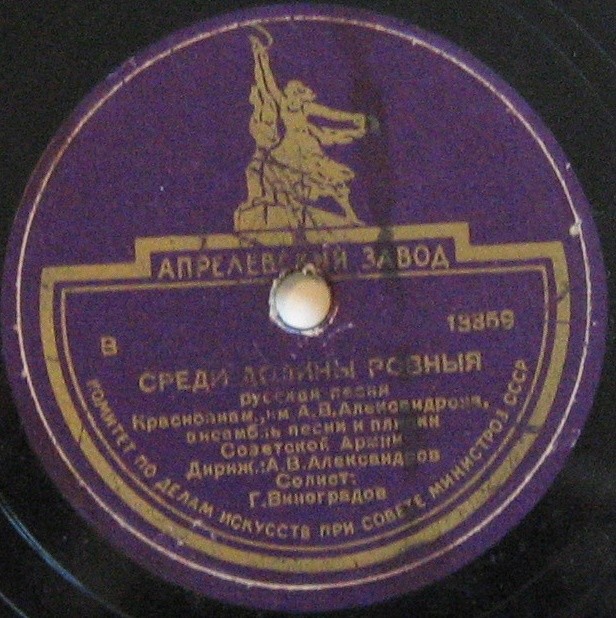 АПРЕЛЕВСКИЙ ЗАВОД
В 13859
СРЕДИ ДОЛИНЫ РОВНЫЯ
русская песня
Краснознам. им А.В.Александрова,
ансамбль песни и пляски
Советской Армии
Дириж.: А.В.Александров
Солист:
Г.Виноградов
КОМИТЕТ ПО ДЕЛАМ ИСКУССТВ ПРИ СОВЕТЕ МИНИСТРОВ СССР